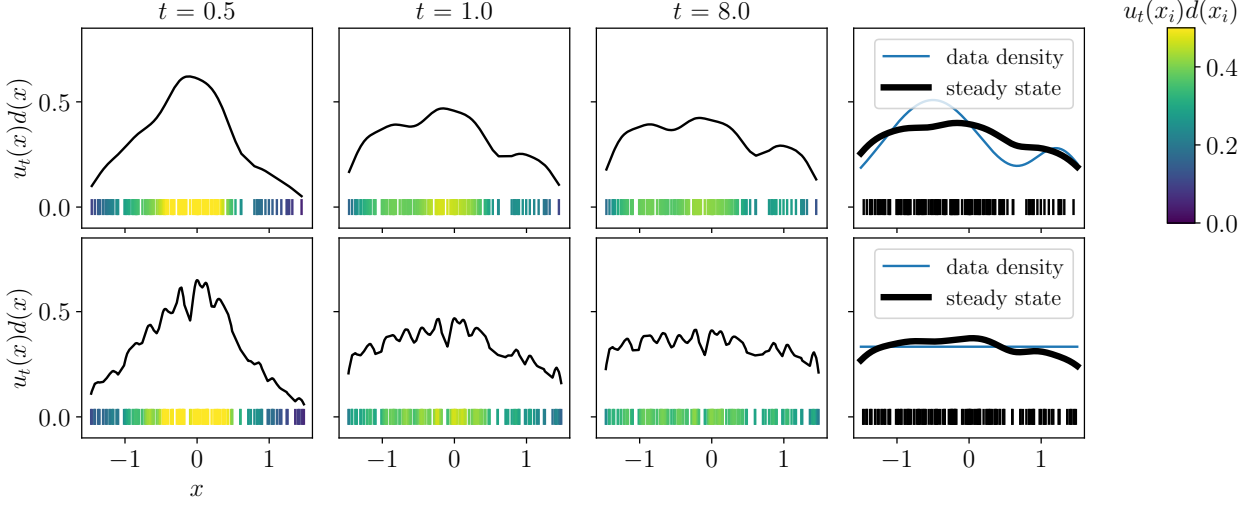 t = 0.5
t = 1.0
t = 8.0
u_t(x_i)d(x_i)
u_t(x)d(x)
0.5
0.0
data density
steady state
0.4
0.2
0.0
u_t(x)d(x)
0.5
0.0
data density
steady state
−1 0 1
−1 0 1
−1 0 1
−1 0 1
x